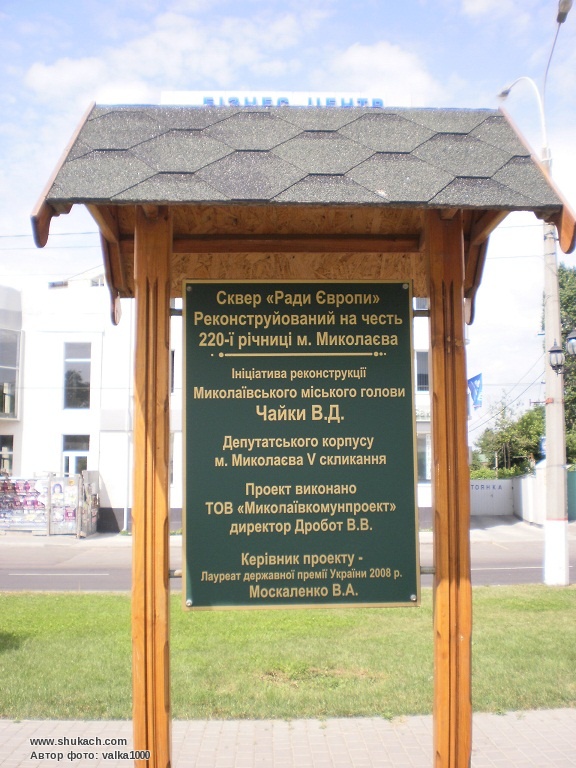 БІЗНЕС ЦЕНТР
Сквер «Ради Європи»
Реконструйований на честь
220-ї річниці м. Миколаєва
Ініціатива реконструкції
Миколаївського міського голови
Чайки В.Д.
Депутатського корпусу
м. Миколаєва V скликання
Проект виконано
ТОВ «Миколаївкомунпроект»
директор Дробот В.В.
Керівник проекту -
Лауреат державної премії України 2008 р.
Москаленко В.А.
www.shukach.com
Автор фото: valka1000